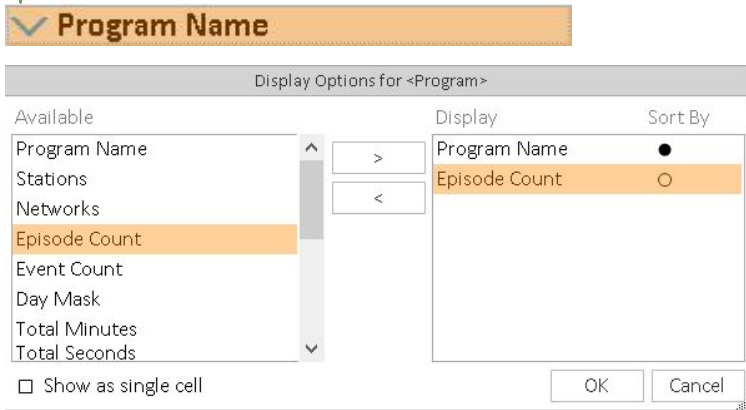 Program Name
Display Options for <Program>
Available
Display Sort By
Program Name
Stations
Networks
Episode Count
Event Count
Day Mask
Total Minutes
Total Seconds
>
<
Program Name
Episode Count
Show as single cell
OK Cancel